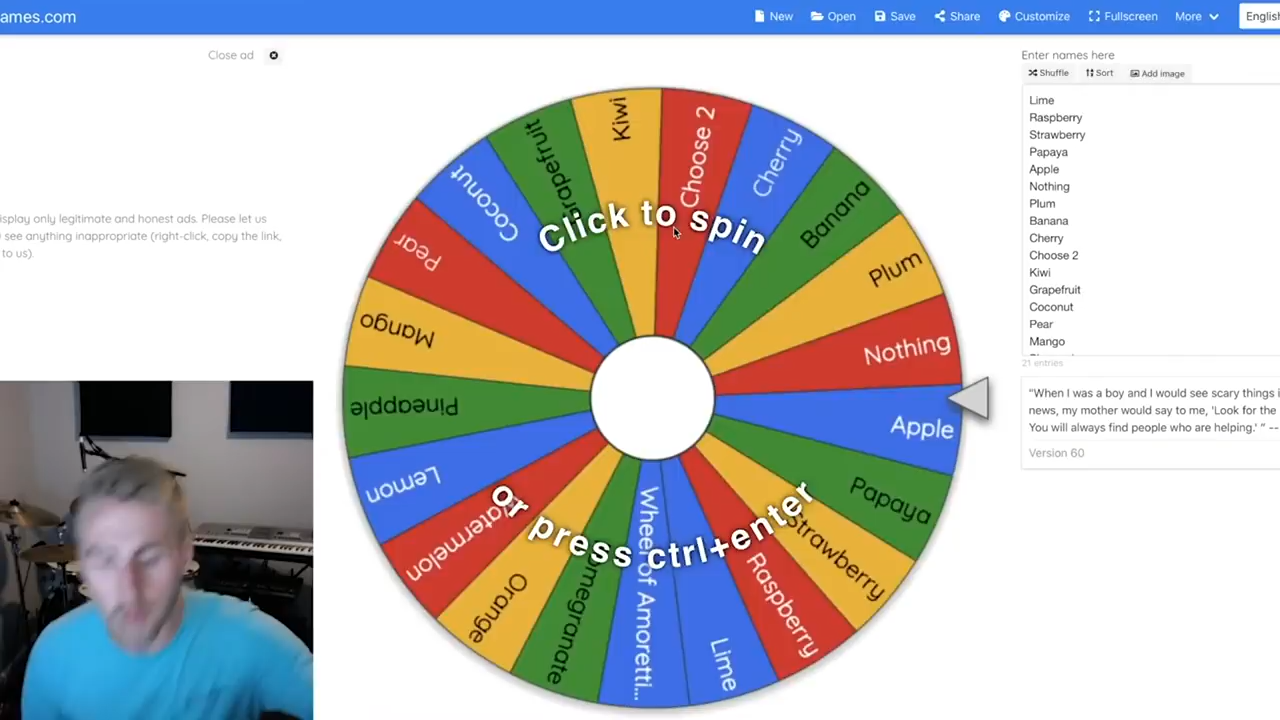 ames.com
New Open Save Share Customize Fullscreen More English
Close ad
isplay only legitimate and honest ads. Please let us
see anything inappropriate (right-click, copy the link,
to us).
Enter names here
Shuffle Sort Add image
Lime
Raspberry
Strawberry
Papaya
Apple
Nothing
Plum
Banana
Cherry
Choose 2
Kiwi
Grapefruit
Coconut
Pear
Mango
21 entries
"When I was a boy and I would see scary things i
news, my mother would say to me, 'Look for the
You will always find people who are helping.' " --
Version 60
Click to spin
or press ctrl+enter
Kiwi
Choose 2
Cherry
Banana
Plum
Nothing
Apple
Papaya
Strawberry
Raspberry
Lime
Wheel of Amoretti...
omegranate
Orange
Watermelon
Lemon
Pineapple
Mango
Pear
Coconut
Grapefruit